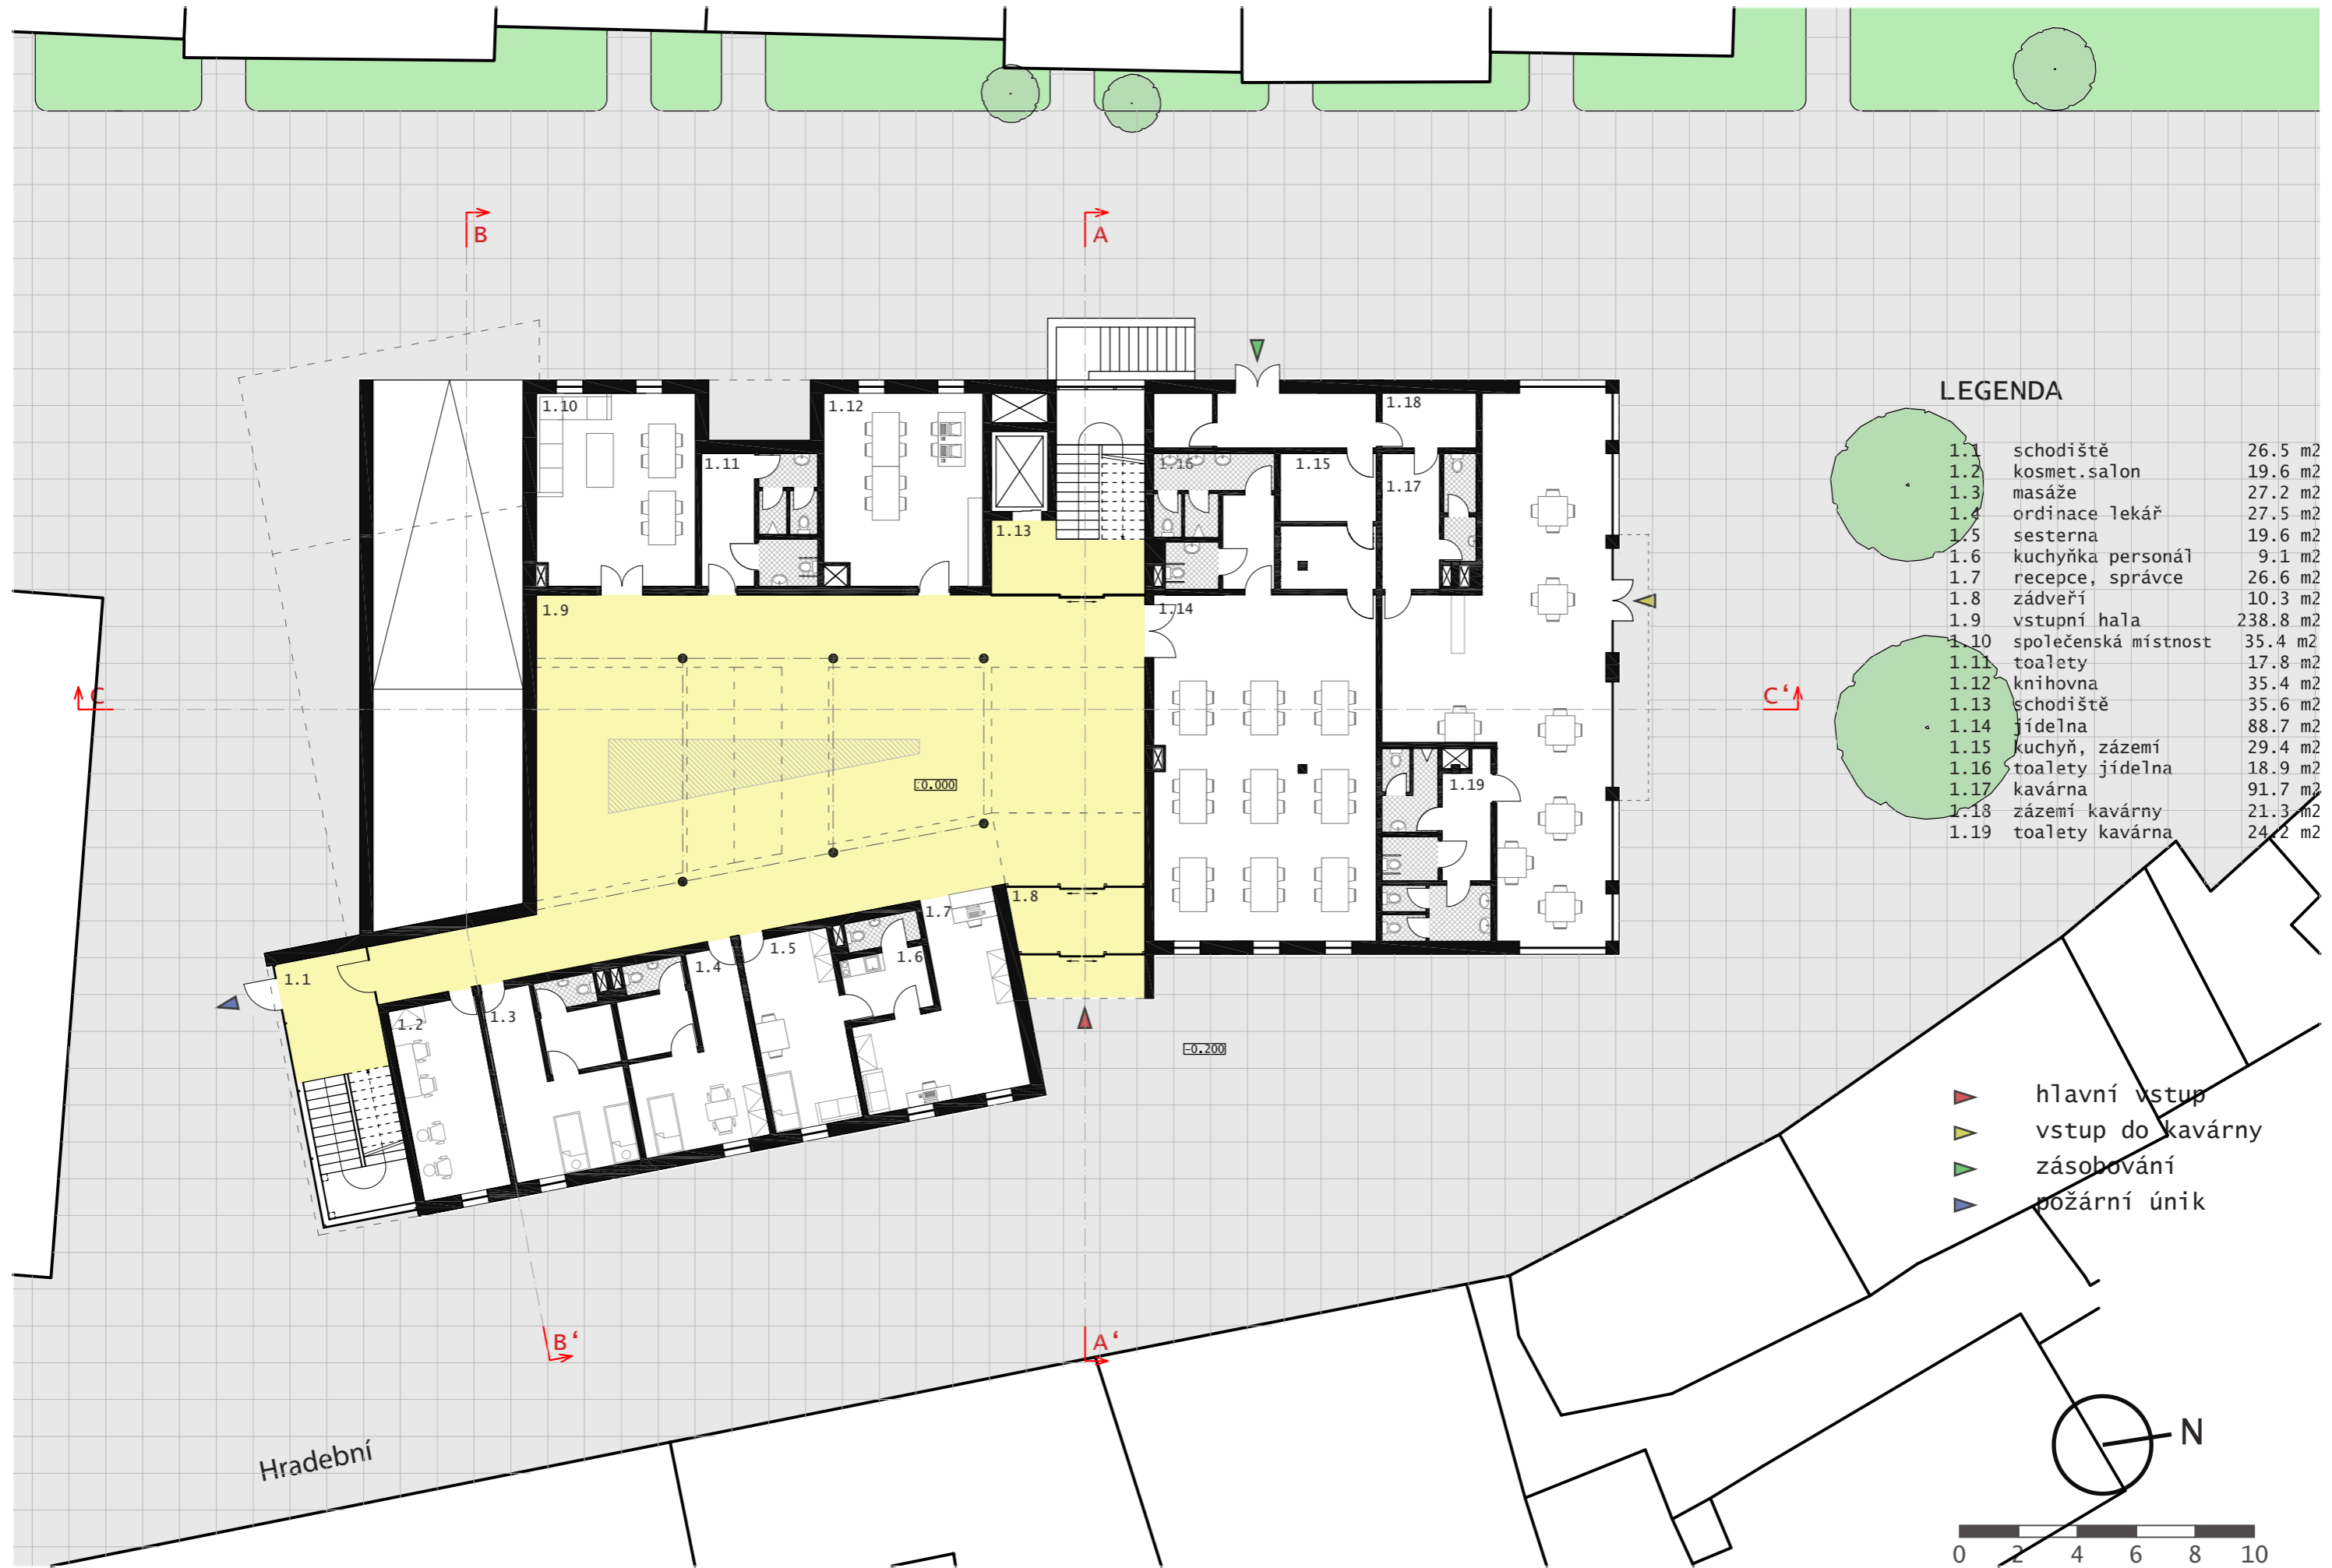 B
A
1.10
1.12
1.18
1.11
1.16
1.15
1.17
1.13
1.9
1.14
C
C‘
1.19
±0.000
1.8
1.7
1.5
1.6
1.4
1.1
1.3
1.2
-0.200
B‘
A‘
Hradební
LEGENDA
1.1 schodiště 26.5 m2
1.2 kosmet.salon 19.6 m2
1.3 masáže 27.2 m2
1.4 ordinace lekář 27.5 m2
1.5 sesterna 19.6 m2
1.6 kuchyňka personál 9.1 m2
1.7 recepce, správce 26.6 m2
1.8 zádveří 10.3 m2
1.9 vstupní hala 238.8 m2
1.10 společenská místnost 35.4 m2
1.11 toalety 17.8 m2
1.12 knihovna 35.4 m2
1.13 schodiště 35.6 m2
1.14 jídelna 88.7 m2
1.15 kuchyň, zázemí 29.4 m2
1.16 toalety jídelna 18.9 m2
1.17 kavárna 91.7 m2
1.18 zázemí kavárny 21.3 m2
1.19 toalety kavárna 24.2 m2
hlavní vstup
vstup do kavárny
zásobování
požární únik
N
0 2 4 6 8 10